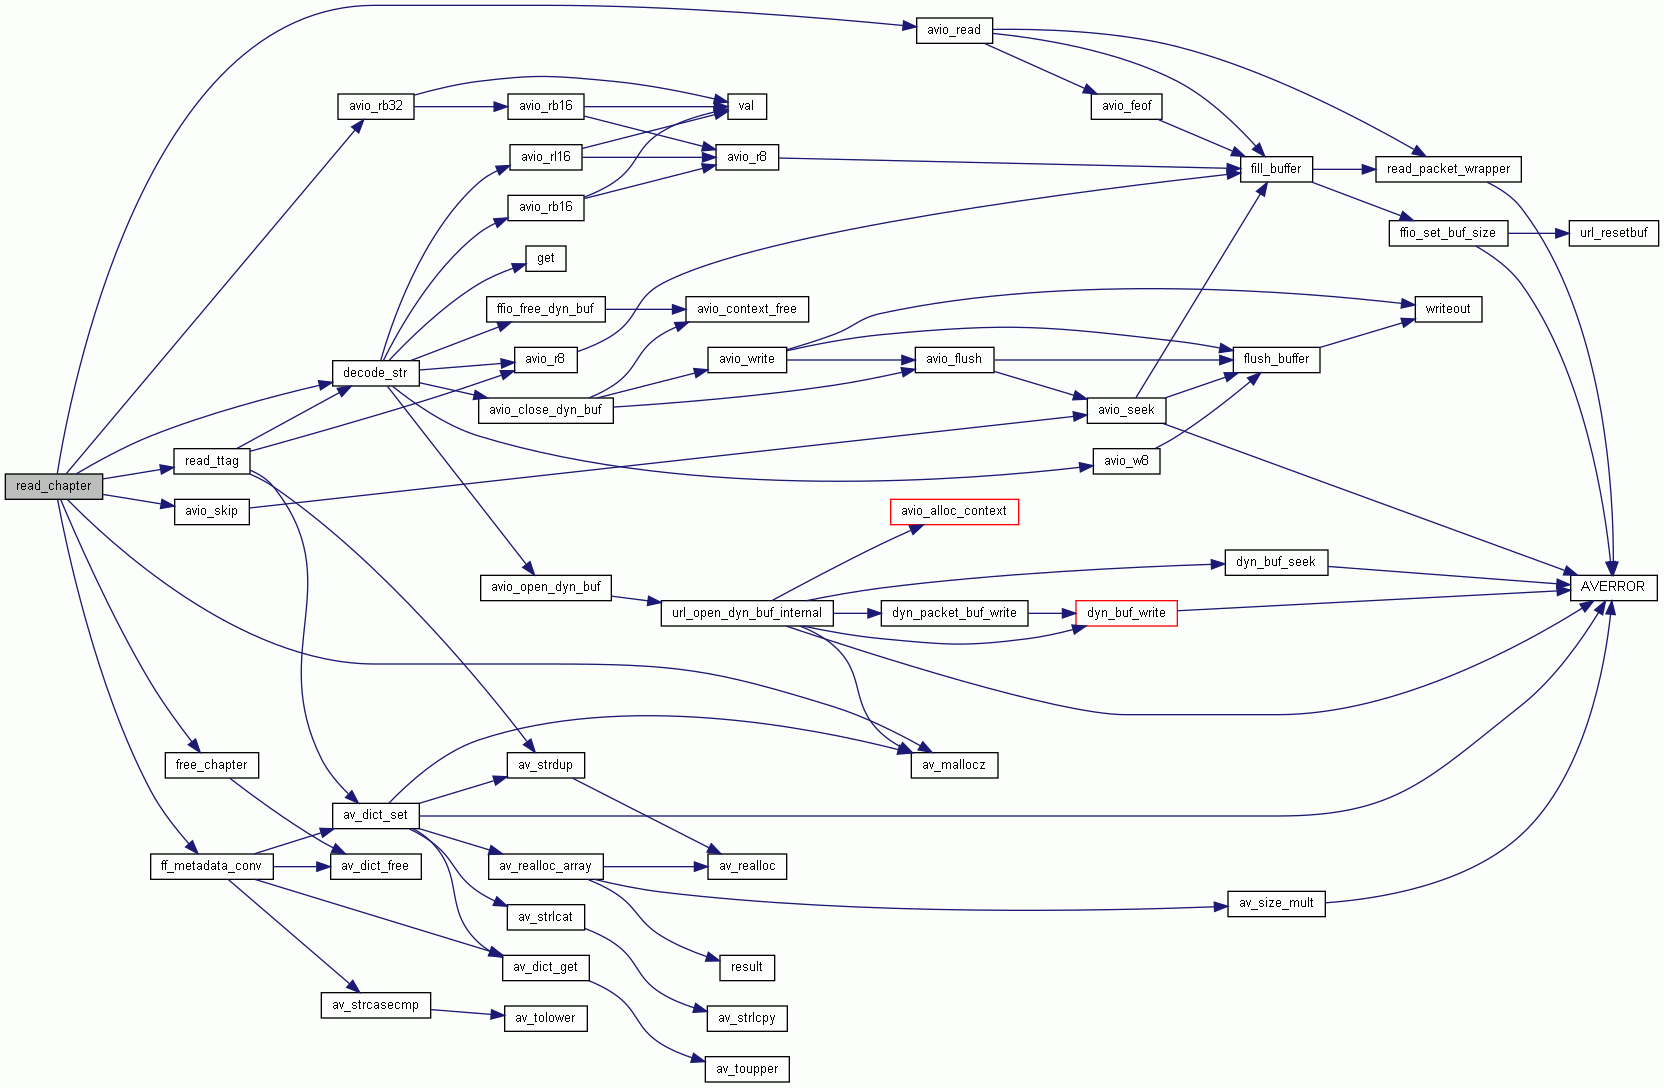 avio_read
avio_rb32
avio_rb16
val
avio_feof
avio_rl16
avio_r8
fill_buffer
read_packet_wrapper
avio_rb16
ffio_set_buf_size
url_resetbuf
get
ffio_free_dyn_buf
avio_context_free
writeout
decode_str
avio_r8
avio_write
avio_flush
flush_buffer
avio_close_dyn_buf
avio_seek
read_ttag
avio_w8
read_chapter
avio_skip
avio_alloc_context
dyn_buf_seek
avio_open_dyn_buf
AVERROR
url_open_dyn_buf_internal
dyn_packet_buf_write
dyn_buf_write
free_chapter
av_strdup
av_mallocz
av_dict_set
ff_metadata_conv
av_dict_free
av_realloc_array
av_realloc
av_size_mult
av_strlcat
av_dict_get
result
av_strcasecmp
av_tolower
av_strlcpy
av_toupper